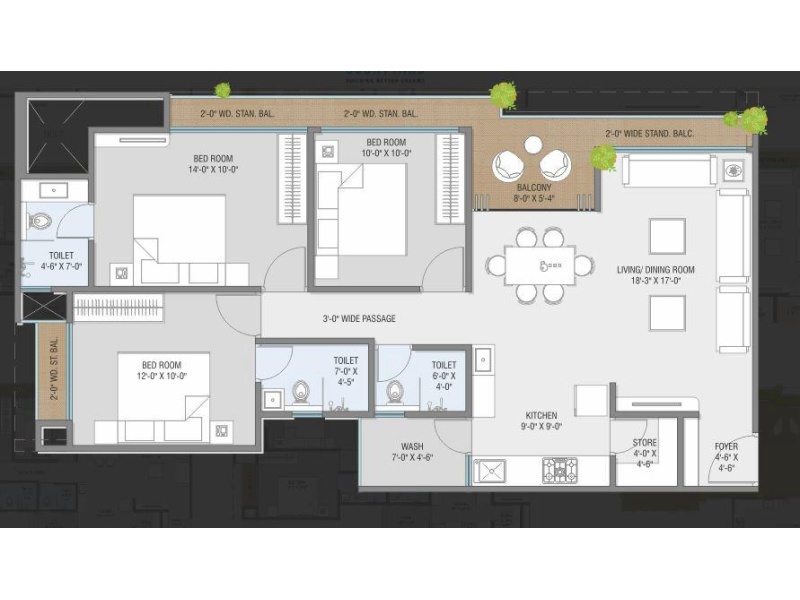 BUILDING BETTER DREAMS
2'-0" WD. STAN. BAL.
2'-0" WD. STAN. BAL.
2'-0" WIDE STAND. BALC.
BED ROOM
14'-0" X 10'-0"
BED ROOM
10'-0" X 10'-0"
BALCONY
8'-0" X 5'-4"
TOILET
4'-6" X 7'-0"
LIVING/ DINING ROOM
18'-3" X 17'-0"
3'-0" WIDE PASSAGE
2'-0" WD. ST. BAL.
BED ROOM
12'-0" X 10'-0"
TOILET
7'-0" X
4'-5"
TOILET
6'-0" X
4'-0"
KITCHEN
9'-0" X 9'-0"
WASH
7'-0" X 4'-6"
STORE
4'-0" X
4'-6"
FOYER
4'-6" X
4'-6"